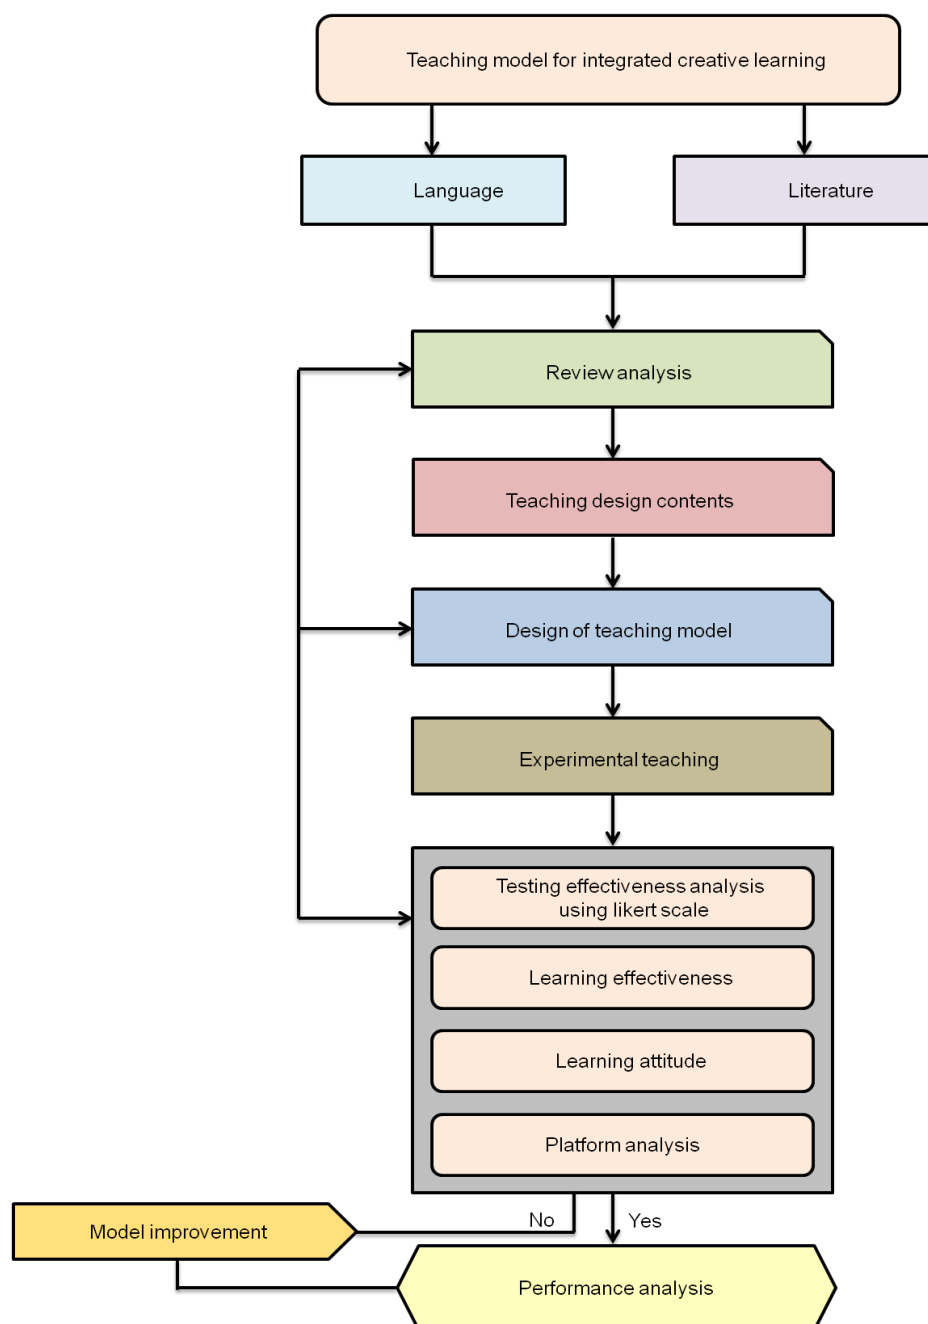 Teaching model for integrated creative learning
Language
Literature
Review analysis
Teaching design contents
Design of teaching model
Experimental teaching
Testing effectiveness analysis
using likert scale
Learning effectiveness
Learning attitude
Platform analysis
No
Yes
Model improvement
Performance analysis